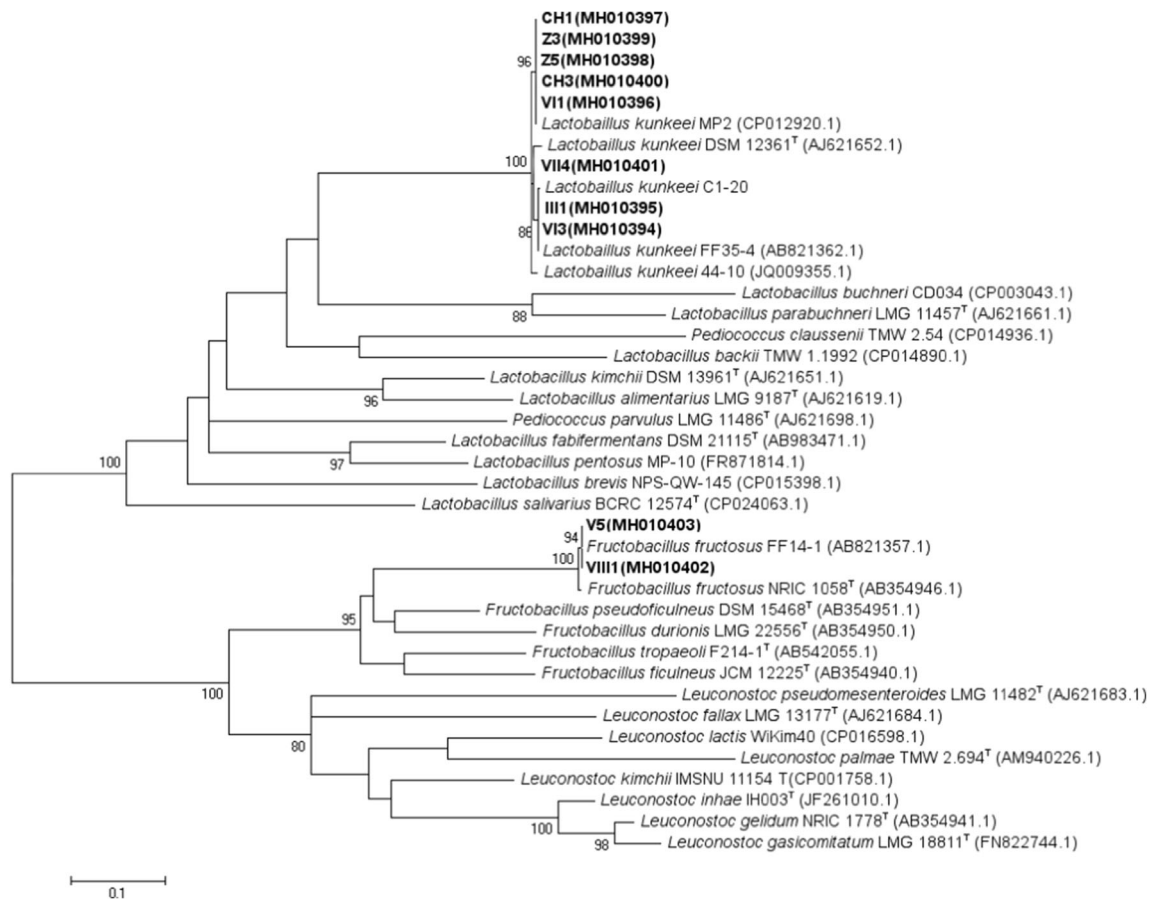 CH1(MH010397)
Z3(MH010399)
96
Z5(MH010398)
CH3(MH010400)
VI1(MH010396)
Lactobaillus kunkeei MP2 (CP012920.1)
Lactobaillus kunkeei DSM 12361ᵀ (AJ621652.1)
100
VII4(MH010401)
Lactobaillus kunkeei C1-20
III1(MH010395)
86
VI3(MH010394)
Lactobaillus kunkeei FF35-4 (AB821362.1)
Lactobaillus kunkeei 44-10 (JQ009355.1)
Lactobacillus buchneri CD034 (CP003043.1)
88
Lactobacillus parabuchneri LMG 11457ᵀ (AJ621661.1)
Pediococcus claussenii TMW 2.54 (CP014936.1)
Lactobacillus backii TMW 1.1992 (CP014890.1)
Lactobacillus kimchii DSM 13961ᵀ (AJ621651.1)
96
Lactobacillus alimentarius LMG 9187ᵀ (AJ621619.1)
Pediococcus parvulus LMG 11486ᵀ (AJ621698.1)
Lactobacillus fabifermentans DSM 21115ᵀ (AB983471.1)
100
97
Lactobacillus pentosus MP-10 (FR871814.1)
Lactobacillus brevis NPS-QW-145 (CP015398.1)
Lactobacillus salivarius BCRC 12574ᵀ (CP024063.1)
V5(MH010403)
94
Fructobacillus fructosus FF14-1 (AB821357.1)
100
VIII1(MH010402)
Fructobacillus fructosus NRIC 1058ᵀ (AB354946.1)
Fructobacillus pseudoficulneus DSM 15468ᵀ (AB354951.1)
95
Fructobacillus durionis LMG 22556ᵀ (AB354950.1)
Fructobacillus tropaeoli F214-1ᵀ (AB542055.1)
Fructobacillus ficulneus JCM 12225ᵀ (AB354940.1)
100
Leuconostoc pseudomesenteroides LMG 11482ᵀ (AJ621683.1)
Leuconostoc fallax LMG 13177ᵀ (AJ621684.1)
Leuconostoc lactis WiKim40 (CP016598.1)
80
Leuconostoc palmae TMW 2.694ᵀ (AM940226.1)
Leuconostoc kimchii IMSNU 11154 T(CP001758.1)
Leuconostoc inhae IH003ᵀ (JF261010.1)
Leuconostoc gelidum NRIC 1778ᵀ (AB354941.1)
100
98
Leuconostoc gasicomitatum LMG 18811ᵀ (FN822744.1)
0.1